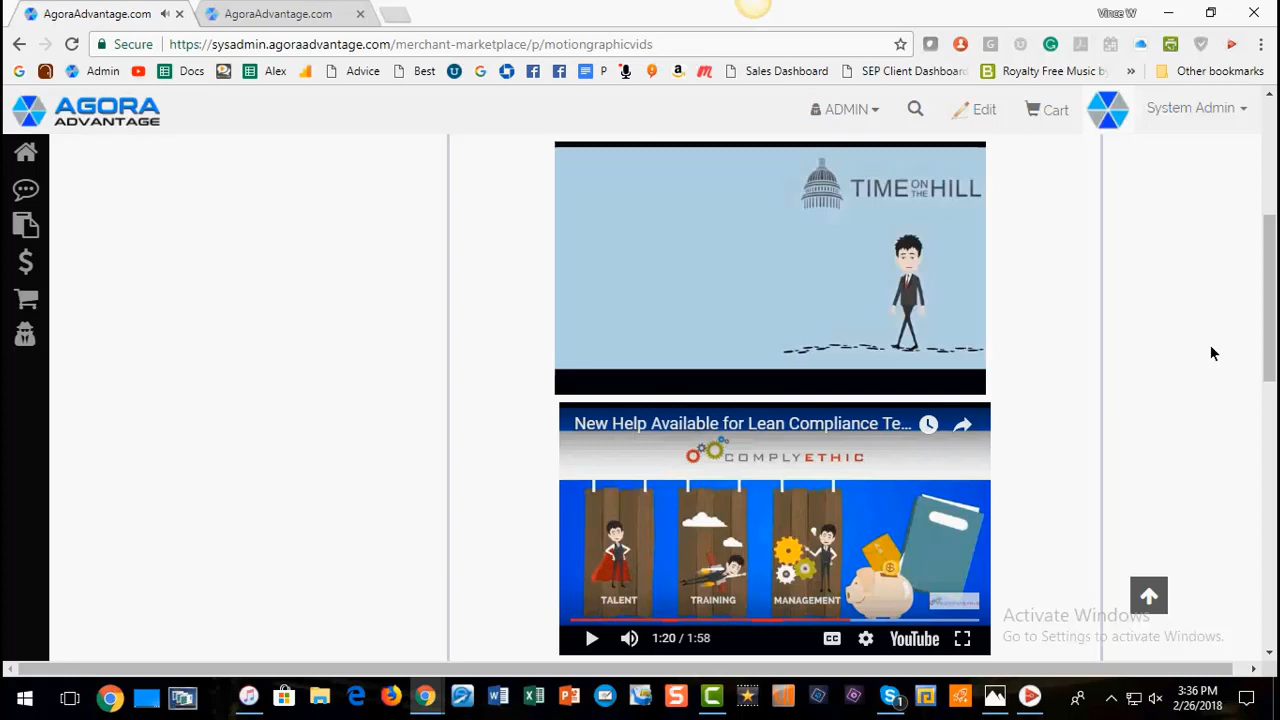 AgoraAdvantage.com
AgoraAdvantage.com
Vince W
Secure
https://sysadmin.agoraadvantage.com/merchant-marketplace/p/motiongraphicvids
Admin
Docs
Alex
Advice
Best
P
Sales Dashboard
SEP Client Dashboard
Royalty Free Music by
»
Other bookmarks
AGORA
ADVANTAGE
ADMIN
Edit
Cart
System Admin
TIME ON THE HILL
New Help Available for Lean Compliance Te...
COMPLYETHIC
TALENT
TRAINING
MANAGEMENT
1:20 / 1:58
CC
YouTube
Activate Windows
Go to Settings to activate Windows.
3:36 PM
2/26/2018